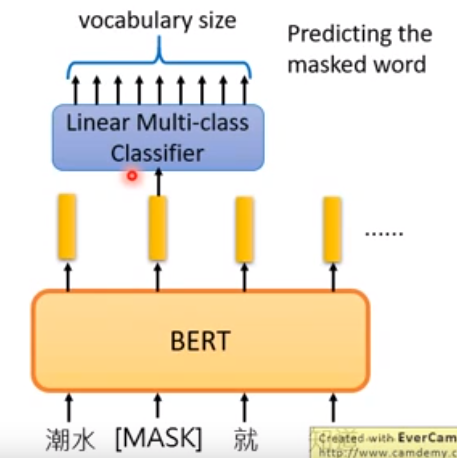 vocabulary size
Predicting the
masked word
Linear Multi-class
Classifier
......
BERT
潮水 [MASK] 就
Created with EverCam
http://www.camdemy.c